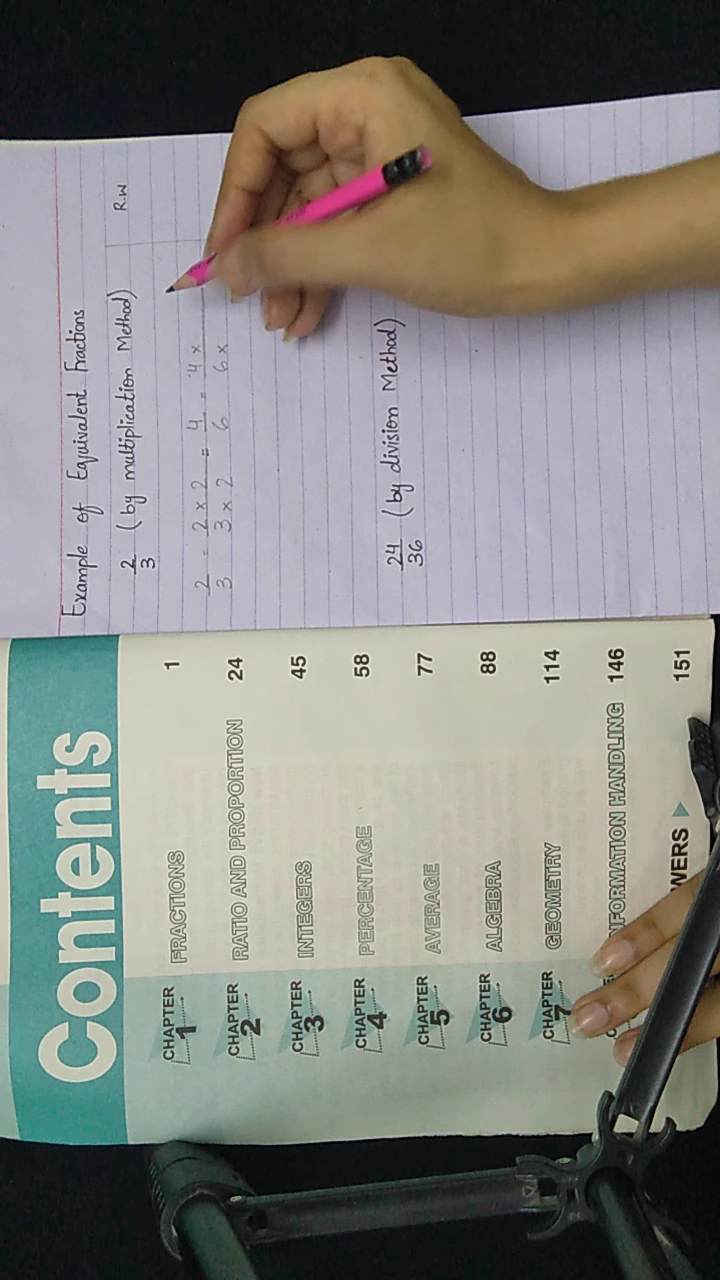 Contents
CHAPTER 1 FRACTIONS 1
CHAPTER 2 RATIO AND PROPORTION 24
CHAPTER 3 INTEGERS 45
CHAPTER 4 PERCENTAGE 58
CHAPTER 5 AVERAGE 77
CHAPTER 6 ALGEBRA 88
CHAPTER 7 GEOMETRY 114
INFORMATION HANDLING 146
WERS 151
Example of Equivalent Fractions
R.W
2/3 (by multiplication Method)
2/3 = 2 × 2/3 × 2 = 4/6 = 4 ×/6 ×
24/36 (by division Method)